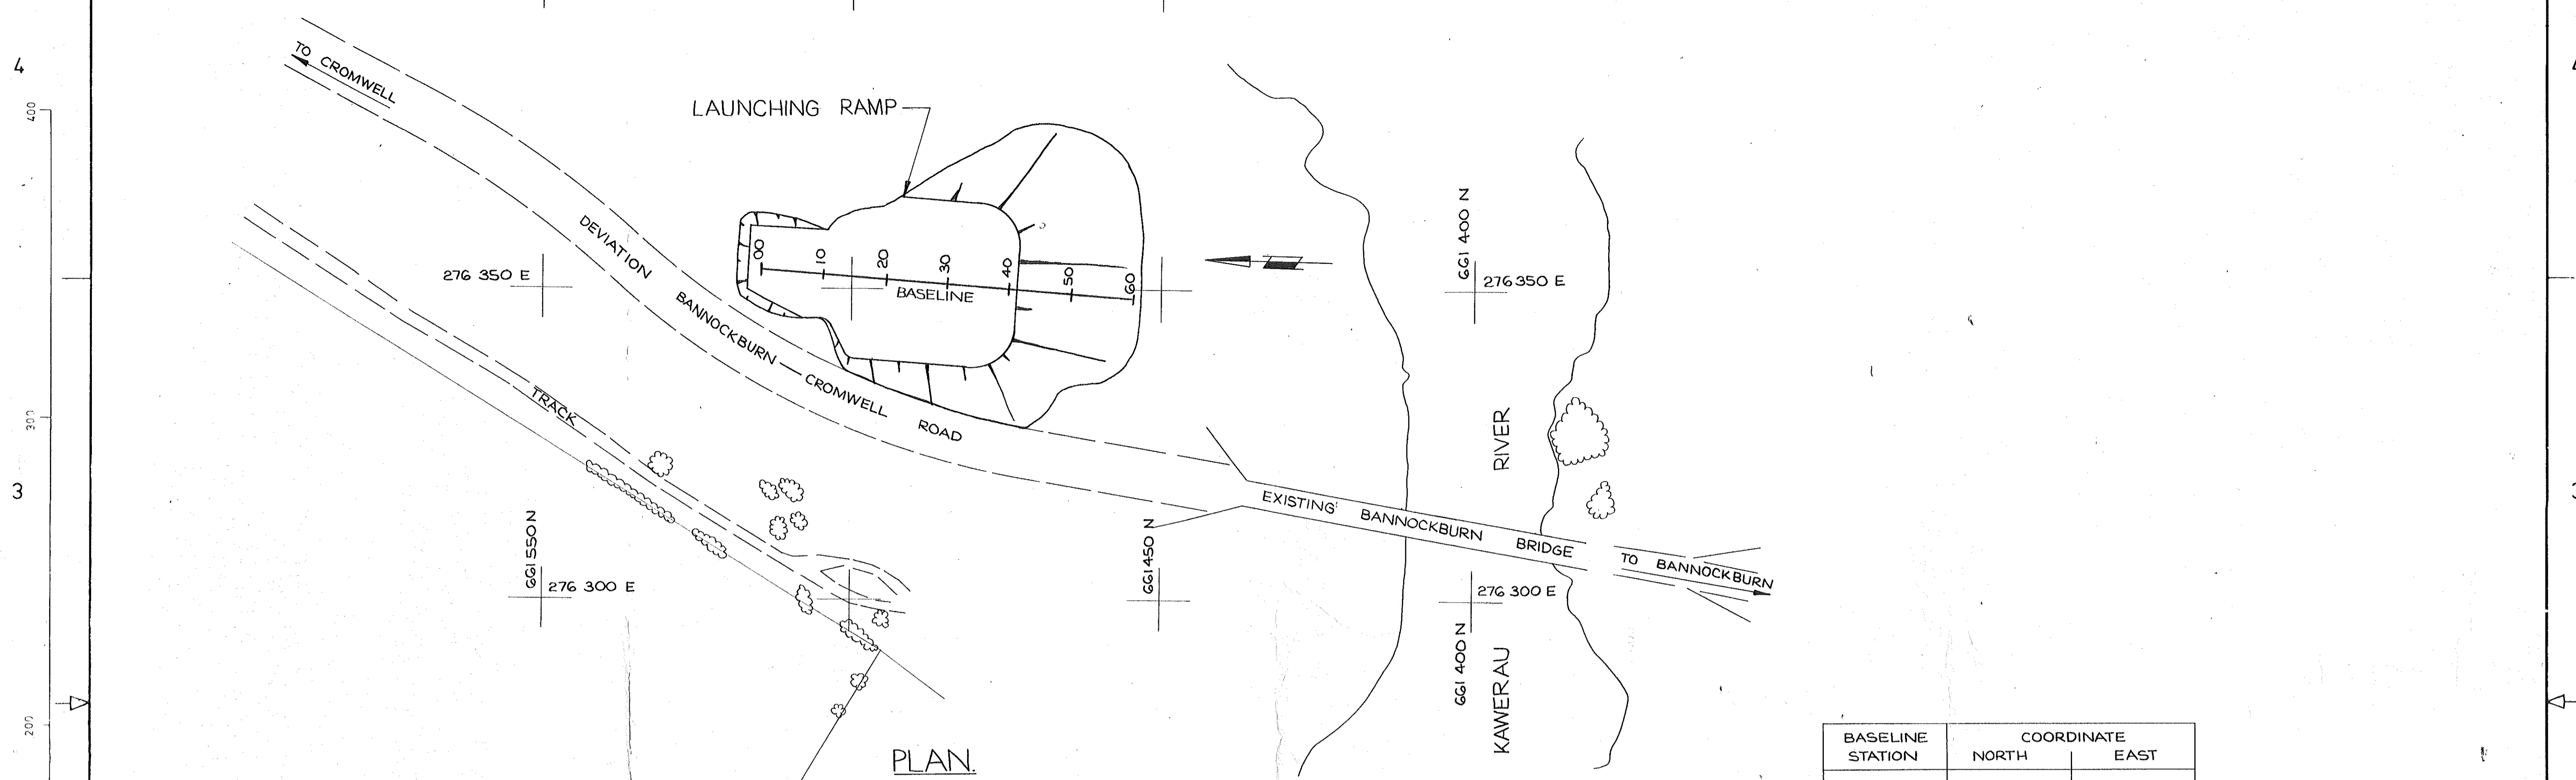 4
400
TO CROMWELL
LAUNCHING RAMP
DEVIATION BANNOCKBURN — CROMWELL ROAD
276 350 E
00 10 20 30 40 50 60
BASELINE
661 400 N
276 350 E
300
TRACK
3
RIVER
661 550 N
276 300 E
661 450 N
EXISTING BANNOCKBURN BRIDGE
TO BANNOCKBURN
276 300 E
661 400 N
KAWERAU
200
PLAN.
BASELINE STATION
COORDINATE
NORTH EAST